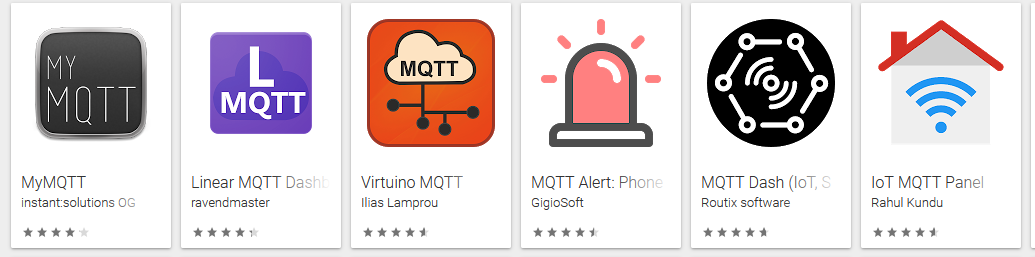 MY
MQTT
L
MQTT
MQTT
MyMQTT
instant:solutions OG
Linear MQTT Dashb
ravendmaster
Virtuino MQTT
Ilias Lamprou
MQTT Alert: Phone
GigioSoft
MQTT Dash (IoT, S
Routix software
IoT MQTT Panel
Rahul Kundu